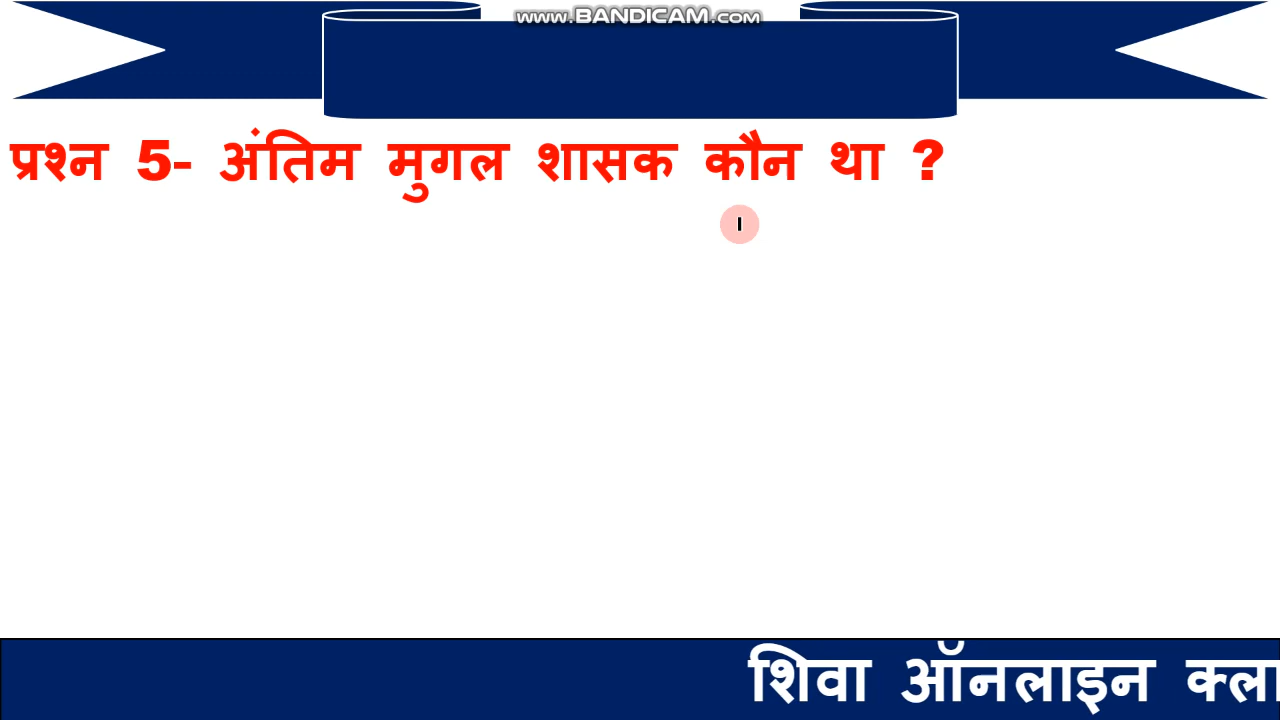 www.BANDICAM.com
प्रश्न 5- अंतिम मुगल शासक कौन था ?
शिवा ऑनलाइन क्ला